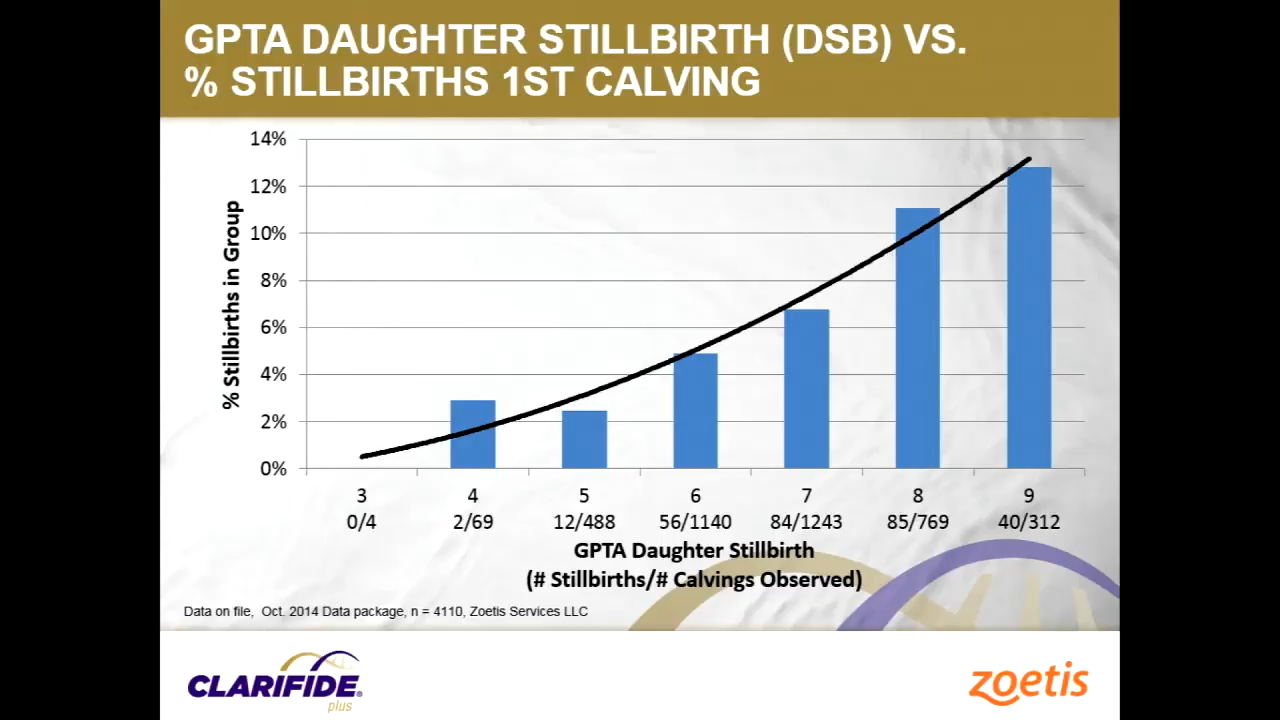 GPTA DAUGHTER STILLBIRTH (DSB) VS.
% STILLBIRTHS 1ST CALVING
% Stillbirths in Group
14%
12%
10%
8%
6%
4%
2%
0%
3 4 5 6 7 8 9
0/4 2/69 12/488 56/1140 84/1243 85/769 40/312
GPTA Daughter Stillbirth
(# Stillbirths/# Calvings Observed)
Data on file, Oct. 2014 Data package, n = 4110, Zoetis Services LLC
CLARIFIDE®
plus
zoetis